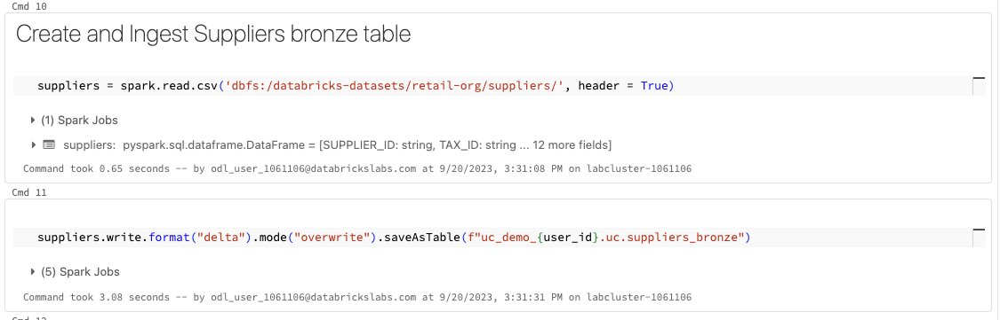 Cmd 10
Create and Ingest Suppliers bronze table
suppliers = spark.read.csv('dbfs:/databricks-datasets/retail-org/suppliers/', header = True)
(1) Spark Jobs
suppliers: pyspark.sql.dataframe.DataFrame = [SUPPLIER_ID: string, TAX_ID: string ... 12 more fields]
Command took 0.65 seconds -- by odl_user_1061106@databrickslabs.com at 9/20/2023, 3:31:08 PM on labcluster-1061106
Cmd 11
suppliers.write.format("delta").mode("overwrite").saveAsTable(f"uc_demo_{user_id}.uc.suppliers_bronze")
(5) Spark Jobs
Command took 3.08 seconds -- by odl_user_1061106@databrickslabs.com at 9/20/2023, 3:31:31 PM on labcluster-1061106